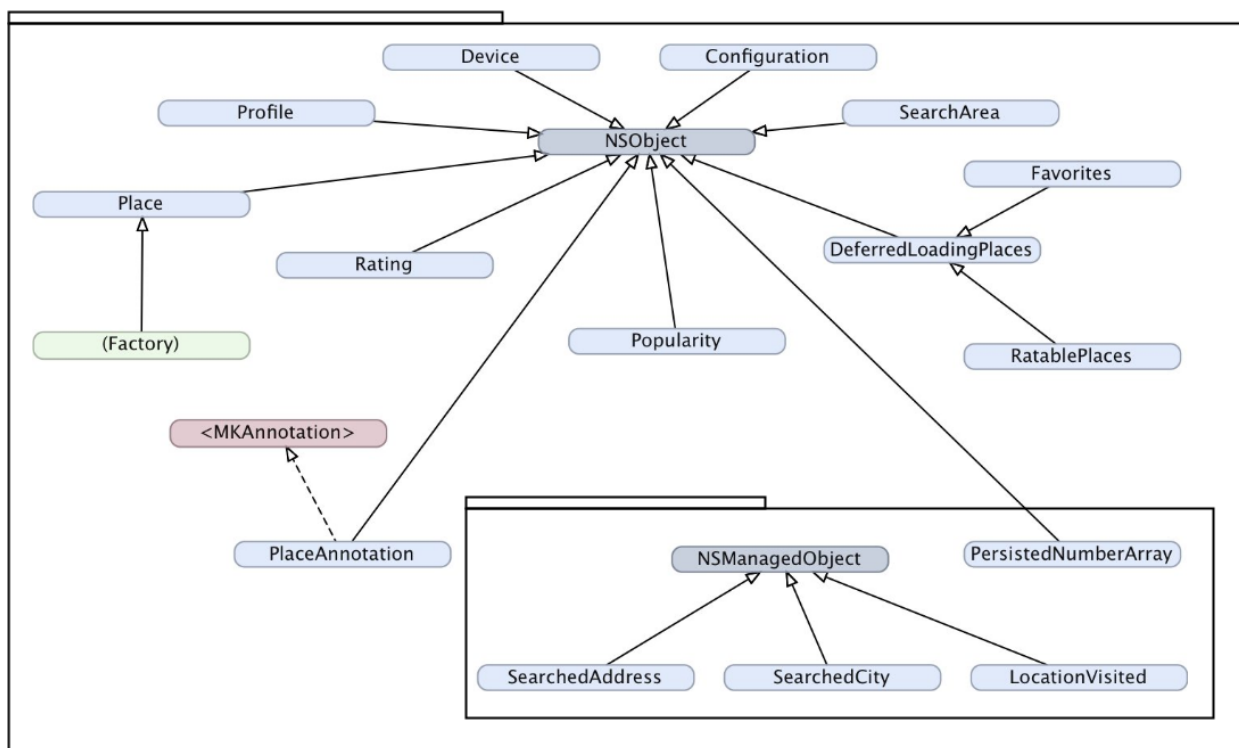 Device
Configuration
Profile
SearchArea
NSObject
Favorites
Place
DeferredLoadingPlaces
Rating
(Factory)
Popularity
RatablePlaces
<MKAnnotation>
PlaceAnnotation
NSManagedObject
PersistedNumberArray
SearchedAddress
SearchedCity
LocationVisited